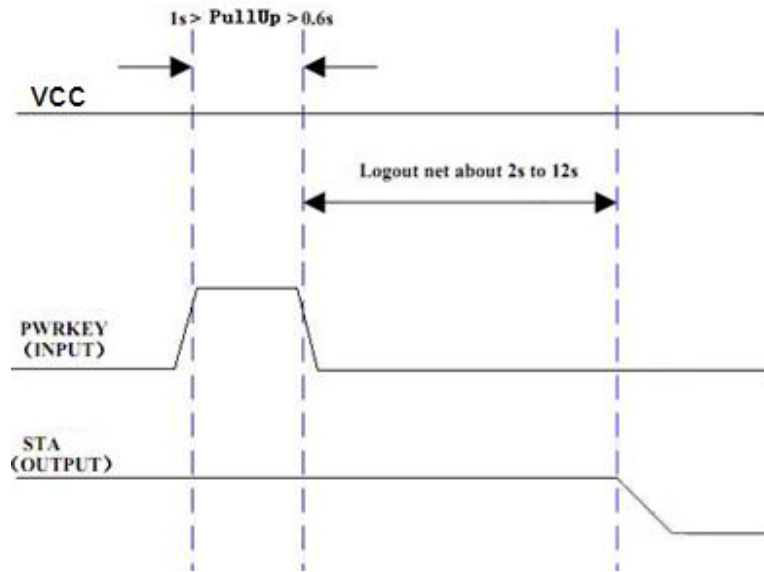 1s > PullUp > 0.6s
VCC
Logout net about 2s to 12s
PWRKEY
(INPUT)
STA
(OUTPUT)